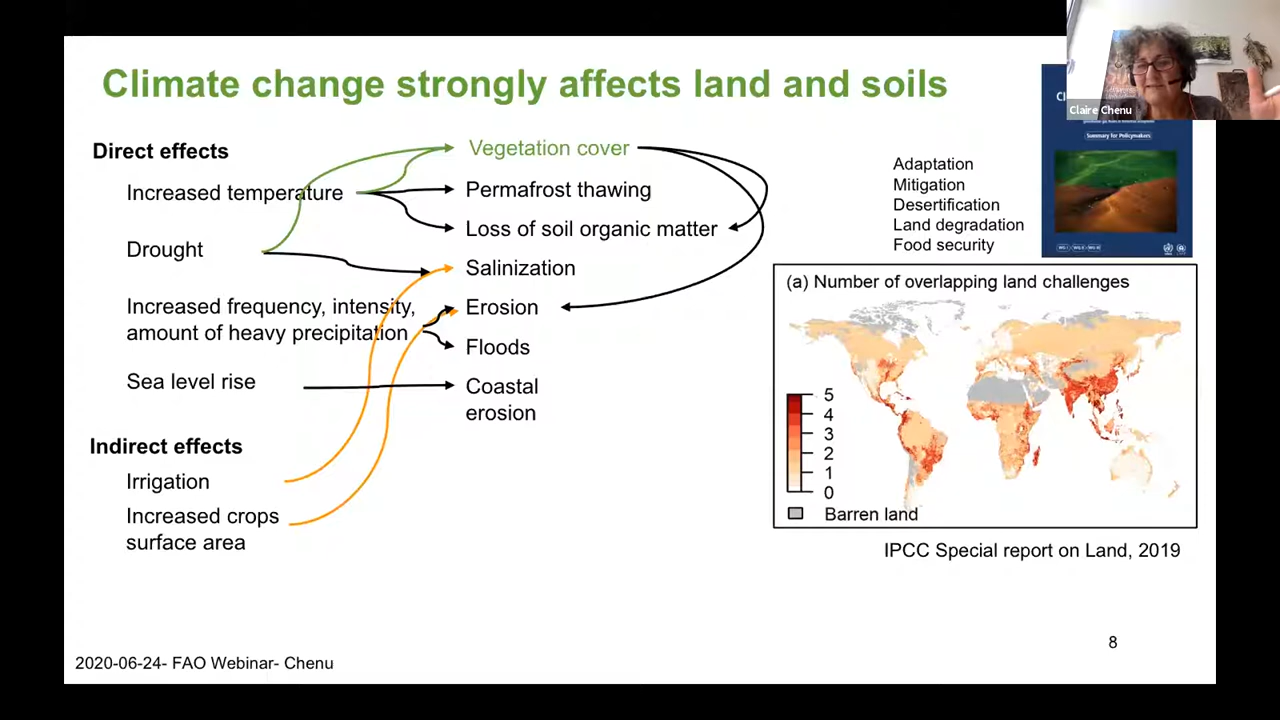 Climate change strongly affects land and soils
Claire Chenu
Summary for Policymakers
Direct effects
Increased temperature
Drought
Increased frequency, intensity,
amount of heavy precipitation
Sea level rise
Indirect effects
Irrigation
Increased crops
surface area
Vegetation cover
Permafrost thawing
Loss of soil organic matter
Salinization
Erosion
Floods
Coastal
erosion
Adaptation
Mitigation
Desertification
Land degradation
Food security
(a) Number of overlapping land challenges
5
4
3
2
1
0
Barren land
IPCC Special report on Land, 2019
8
2020-06-24- FAO Webinar- Chenu